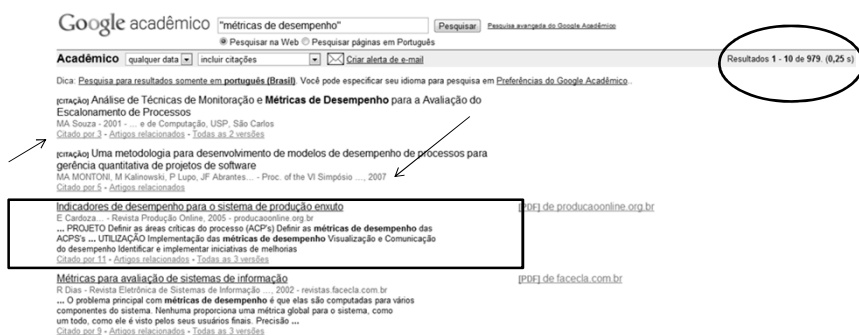 Google acadêmico "métricas de desempenho" Pesquisar Pesquisa avançada do Google Acadêmico
Pesquisar na Web Pesquisar páginas em Português
Acadêmico qualquer data incluir citações Criar alerta de e-mail Resultados 1 - 10 de 979. (0,25 s)
Dica: Pesquisa para resultados somente em português (Brasil). Você pode especificar seu idioma para pesquisa em Preferências do Google Acadêmico..
[CITAÇÃO] Análise de Técnicas de Monitoração e Métricas de Desempenho para a Avaliação do
Escalonamento de Processos
MA Souza - 2001 - ... e de Computação, USP, São Carlos
Citado por 3 - Artigos relacionados - Todas as 2 versões
[CITAÇÃO] Uma metodologia para desenvolvimento de modelos de desempenho de processos para
gerência quantitativa de projetos de software
MA MONTONI, M Kalinowski, P Lupo, JF Abrantes... - Proc. of the VI Simpósio ..., 2007
Citado por 5 - Artigos relacionados
Indicadores de desempenho para o sistema de produção enxuto [PDF] de producaoonline.org.br
E Cardoza... - Revista Produção Online, 2005 - producaoonline.org.br
... PROJETO Definir as áreas críticas do processo (ACP's) Definir as métricas de desempenho das
ACPS's ... UTILIZAÇÃO Implementação das métricas de desempenho Visualização e Comunicação
do desempenho Identificar e implementar iniciativas de melhorias
Citado por 11 - Artigos relacionados - Todas as 3 versões
Métricas para avaliação de sistemas de informação [PDF] de facecla.com.br
R Dias - Revista Eletrônica de Sistemas de Informação ..., 2002 - revistas.facecla.com.br
... O problema principal com métricas de desempenho é que elas são computadas para vários
componentes do sistema. Nenhuma proporciona uma métrica global para o sistema, como
um todo, como ele é visto pelos seus usuários finais. Precisão ...
Citado por 9 - Artigos relacionados - Todas as 3 versões